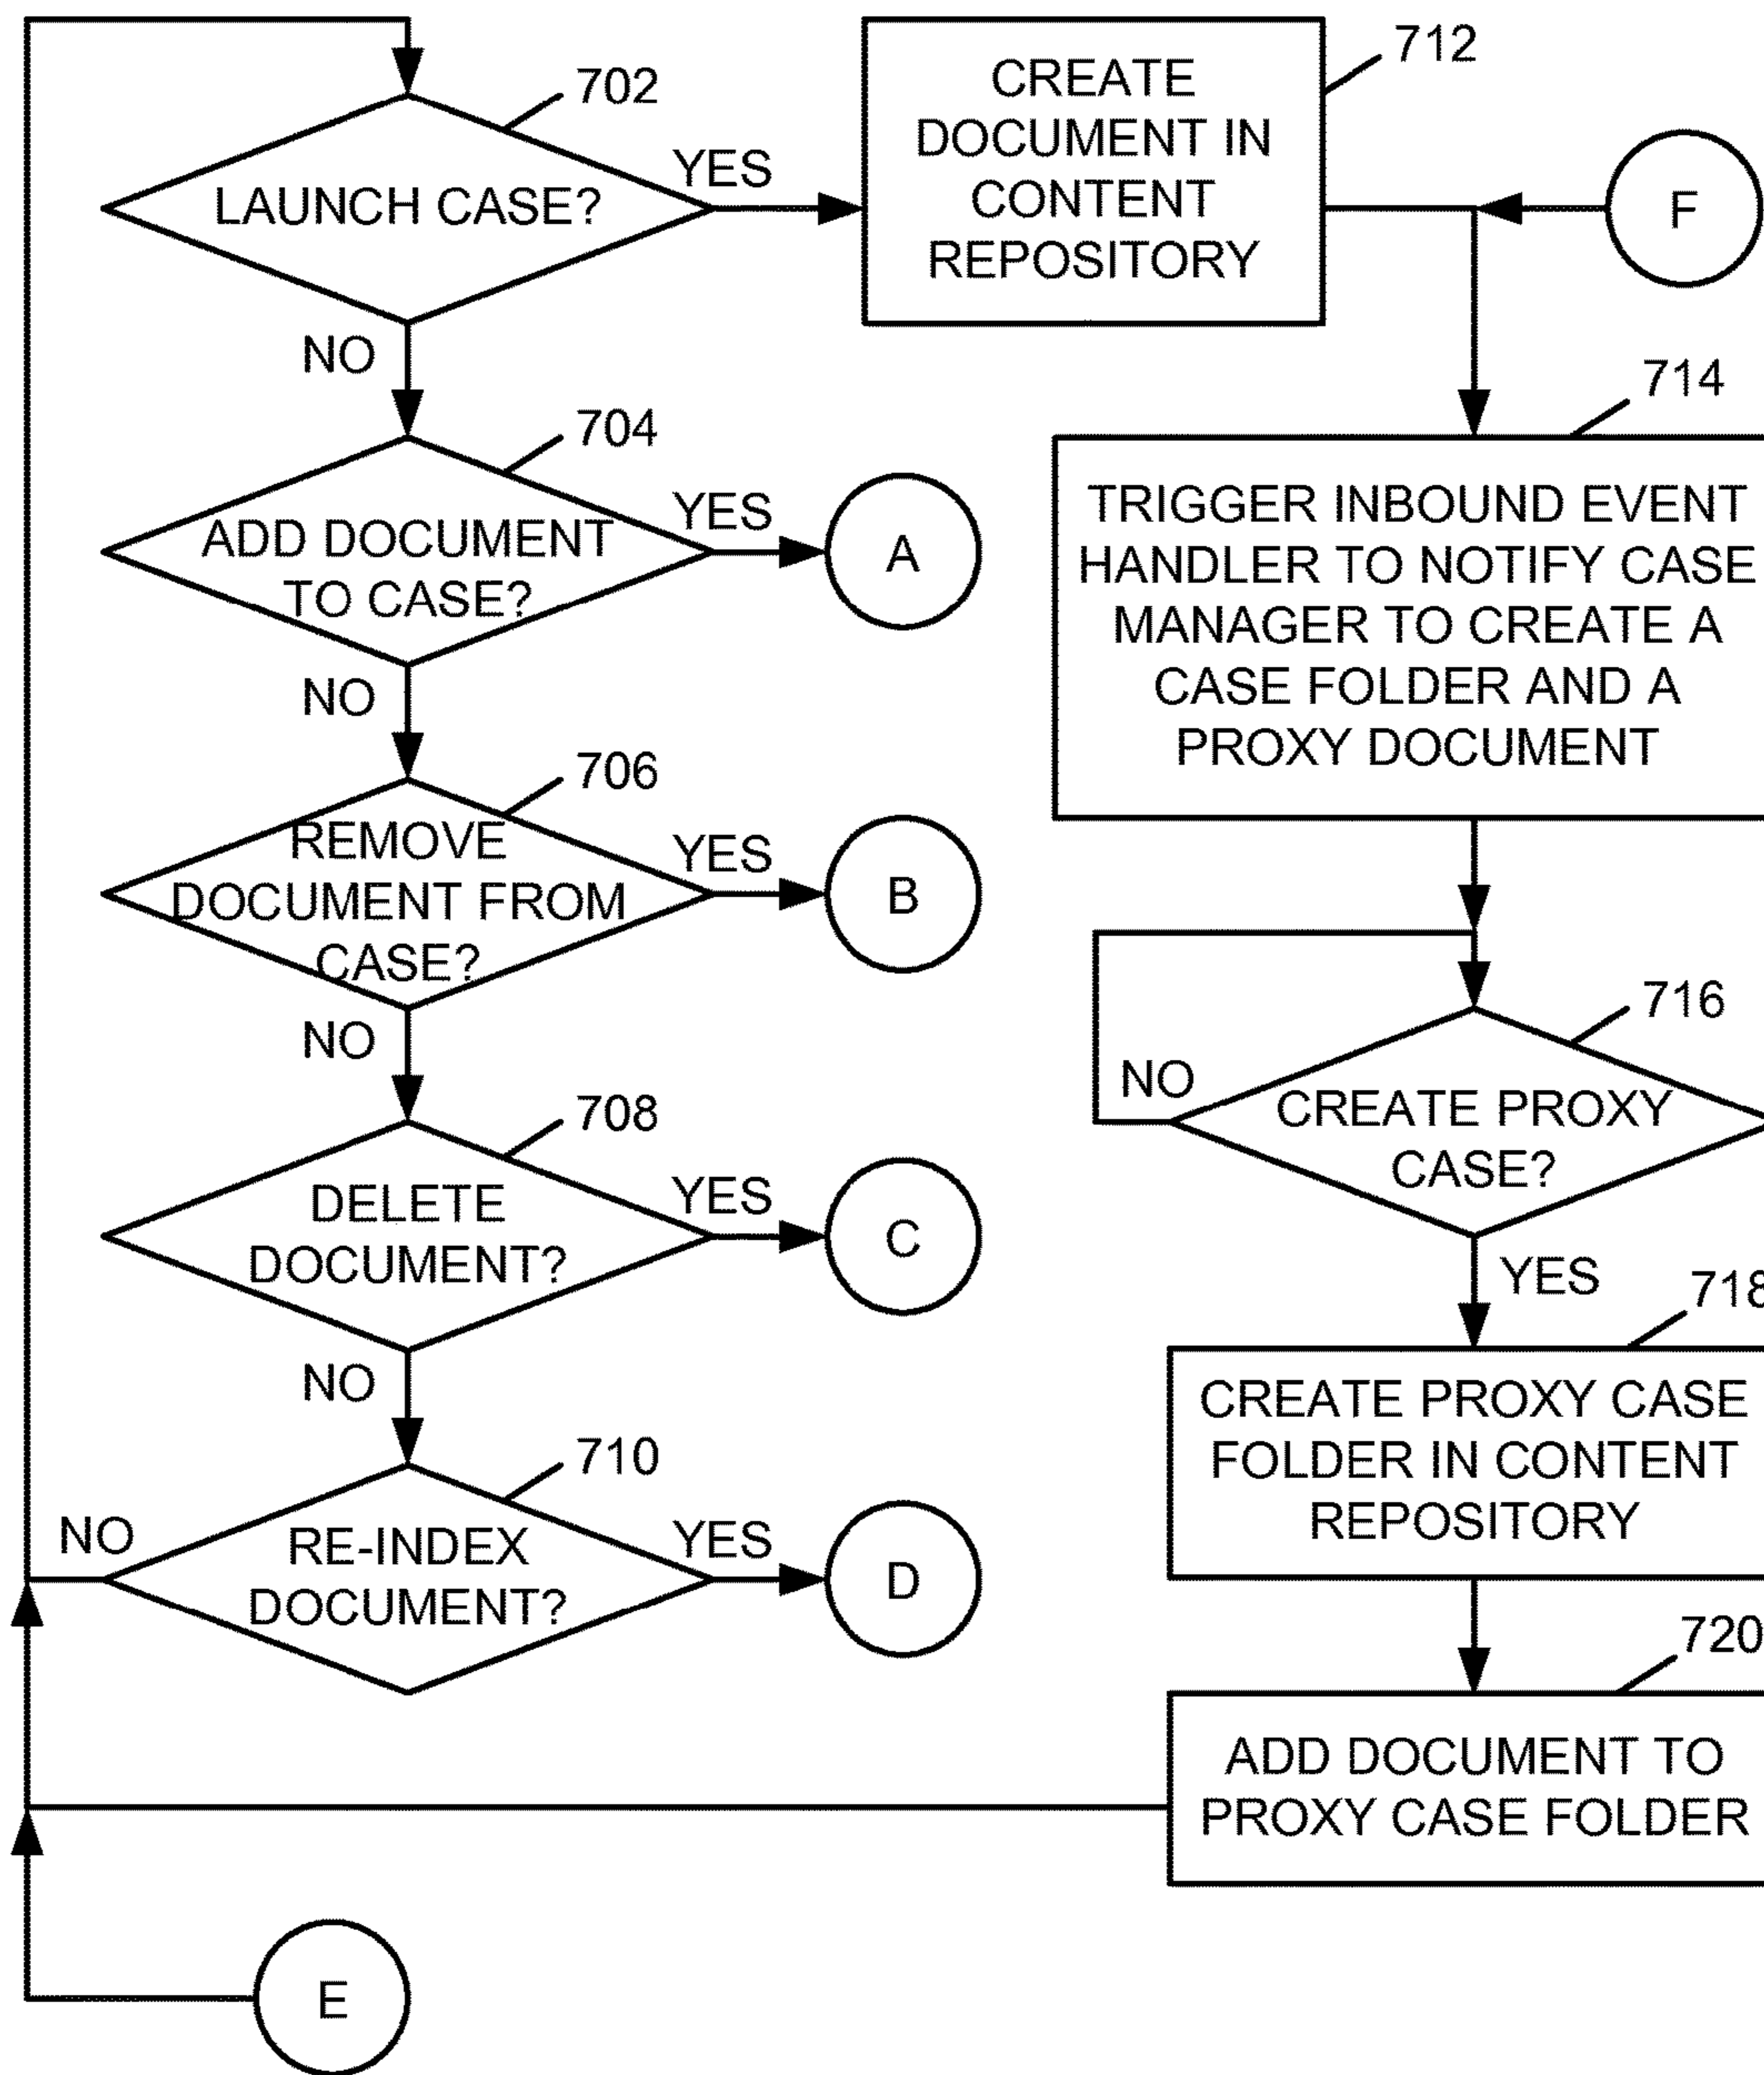 702
LAUNCH CASE?
YES
NO
712
CREATE
DOCUMENT IN
CONTENT
REPOSITORY
F
704
ADD DOCUMENT
TO CASE?
YES
A
NO
714
TRIGGER INBOUND EVENT
HANDLER TO NOTIFY CASE
MANAGER TO CREATE A
CASE FOLDER AND A
PROXY DOCUMENT
706
REMOVE
DOCUMENT FROM
CASE?
YES
B
NO
716
CREATE PROXY
CASE?
NO
YES
708
DELETE
DOCUMENT?
YES
C
NO
718
CREATE PROXY CASE
FOLDER IN CONTENT
REPOSITORY
710
RE-INDEX
DOCUMENT?
NO
YES
D
720
ADD DOCUMENT TO
PROXY CASE FOLDER
E